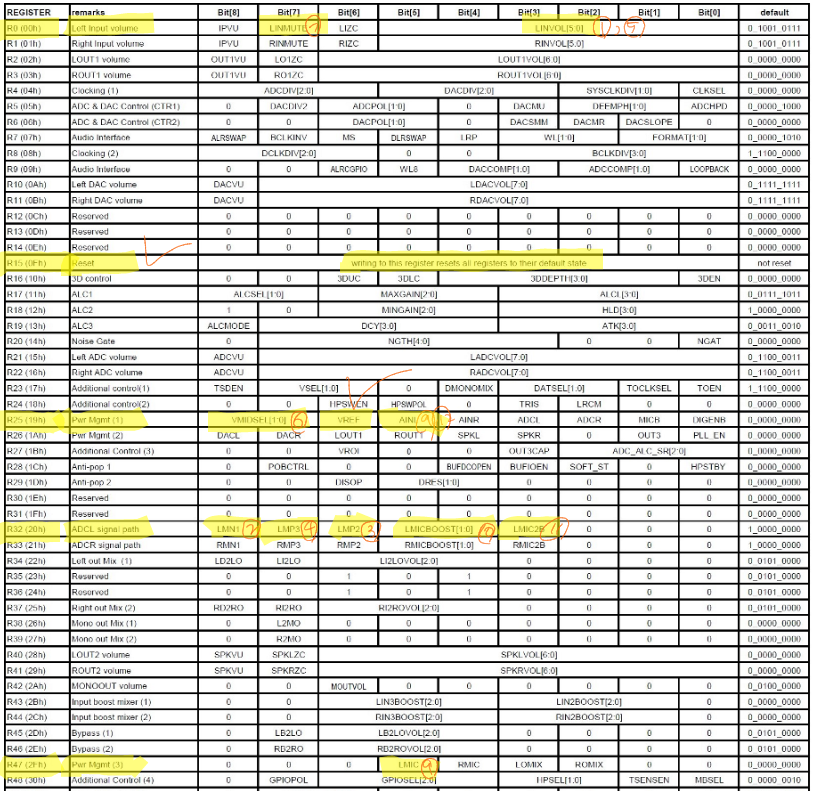 REGISTER remarks Bit[8] Bit[7] Bit[6] Bit[5] Bit[4] Bit[3] Bit[2] Bit[1] Bit[0] default
R0 (00h) Left Input volume IPVU LINMUTE LIZC LINVOL[5:0] 0_1001_0111
R1 (01h) Right Input volume IPVU RINMUTE RIZC RINVOL[5:0] 0_1001_0111
R2 (02h) LOUT1 volume OUT1VU LO1ZC LOUT1VOL[6:0] 0_0000_0000
R3 (03h) ROUT1 volume OUT1VU RO1ZC ROUT1VOL[6:0] 0_0000_0000
R4 (04h) Clocking (1) ADCDIV[2:0] DACDIV[2:0] SYSCLKDIV[1:0] CLKSEL 0_0000_0000
R5 (05h) ADC & DAC Control (CTR1) 0 DACDIV2 ADCPOL[1:0] 0 DACMU DEEMPH[1:0] ADCHPD 0_0000_1000
R6 (06h) ADC & DAC Control (CTR2) 0 0 DACPOL[1:0] 0 DACSMM DACMR DACSLOPE 0 0_0000_0000
R7 (07h) Audio Interface ALRSWAP BCLKINV MS DLRSWAP LRP WL[1:0] FORMAT[1:0] 0_0000_1010
R8 (08h) Clocking (2) DCLKDIV[2:0] 0 0 BCLKDIV[3:0] 1_1100_0000
R9 (09h) Audio Interface 0 0 ALRCGPIO WL8 DACCOMP[1:0] ADCCOMP[1:0] LOOPBACK 0_0000_0000
R10 (0Ah) Left DAC volume DACVU LDACVOL[7:0] 0_1111_1111
R11 (0Bh) Right DAC volume DACVU RDACVOL[7:0] 0_1111_1111
R12 (0Ch) Reserved 0 0 0 0 0 0 0 0 0 0_0000_0000
R13 (0Dh) Reserved 0 0 0 0 0 0 0 0 0 0_0000_0000
R14 (0Eh) Reserved 0 0 0 0 0 0 0 0 0 0_0000_0000
R15 (0Fh) Reset writing to this register resets all registers to their default state not reset
R16 (10h) 3D control 0 0 3DUC 3DLC 3DDEPTH[3:0] 3DEN 0_0000_0000
R17 (11h) ALC1 ALCSEL[1:0] MAXGAIN[2:0] ALCL[3:0] 0_0111_1011
R18 (12h) ALC2 1 0 MINGAIN[2:0] HLD[3:0] 1_0000_0000
R19 (13h) ALC3 ALCMODE DCY[3:0] ATK[3:0] 0_0011_0010
R20 (14h) Noise Gate 0 NGTH[4:0] 0 0 NGAT 0_0000_0000
R21 (15h) Left ADC volume ADCVU LADCVOL[7:0] 0_1100_0011
R22 (16h) Right ADC volume ADCVU RADCVOL[7:0] 0_1100_0011
R23 (17h) Additional control(1) TSDEN VSEL[1:0] 0 DMONOMIX DATSEL[1:0] TOCLKSEL TOEN 1_1100_0000
R24 (18h) Additional control(2) 0 0 HPSWEN HPSWPOL 0 TRIS LRCM 0 0 0_0000_0000
R25 (19h) Pwr Mgmt (1) VMIDSEL[1:0] VREF AINL AINR ADCL ADCR MICB DIGENB 0_0000_0000
R26 (1Ah) Pwr Mgmt (2) DACL DACR LOUT1 ROUT1 SPKL SPKR 0 OUT3 PLL_EN 0_0000_0000
R27 (1Bh) Additional Control (3) 0 0 VROI 0 0 OUT3CAP ADC_ALC_SR[2:0] 0_0000_0000
R28 (1Ch) Anti-pop 1 0 POBCTRL 0 0 BUFDCOPEN BUFIOEN SOFT_ST 0 HPSTBY 0_0000_0000
R29 (1Dh) Anti-pop 2 0 0 DISOP DRES[1:0] 0 0 0 0 0_0000_0000
R30 (1Eh) Reserved 0 0 0 0 0 0 0 0 0 0_0000_0000
R31 (1Fh) Reserved 0 0 0 0 0 0 0 0 0 0_0000_0000
R32 (20h) ADCL signal path LMN1 LMP3 LMP2 LMICBOOST[1:0] LMIC2B 0 0 0 1_0000_0000
R33 (21h) ADCR signal path RMN1 RMP3 RMP2 RMICBOOST[1:0] RMIC2B 0 0 0 1_0000_0000
R34 (22h) Left out Mix (1) LD2LO LI2LO LI2LOVOL[2:0] 0 0 0 0 0_0101_0000
R35 (23h) Reserved 0 0 1 0 1 0 0 0 0 0_0101_0000
R36 (24h) Reserved 0 0 1 0 1 0 0 0 0 0_0101_0000
R37 (25h) Right out Mix (2) RD2RO RI2RO RI2ROVOL[2:0] 0 0 0 0 0_0101_0000
R38 (26h) Mono out Mix (1) 0 L2MO 0 0 0 0 0 0 0 0_0000_0000
R39 (27h) Mono out Mix (2) 0 R2MO 0 0 0 0 0 0 0 0_0000_0000
R40 (28h) LOUT2 volume SPKVU SPKLZC SPKLVOL[6:0] 0_0000_0000
R41 (29h) ROUT2 volume SPKVU SPKRZC SPKRVOL[6:0] 0_0000_0000
R42 (2Ah) MONOOUT volume 0 0 MOUTVOL 0 0 0 0 0 0 0_0100_0000
R43 (2Bh) Input boost mixer (1) 0 0 LIN3BOOST[2:0] LIN2BOOST[2:0] 0 0_0000_0000
R44 (2Ch) Input boost mixer (2) 0 0 RIN3BOOST[2:0] RIN2BOOST[2:0] 0 0_0000_0000
R45 (2Dh) Bypass (1) 0 LB2LO LB2LOVOL[2:0] 0 0 0 0 0_0101_0000
R46 (2Eh) Bypass (2) 0 RB2RO RB2ROVOL[2:0] 0 0 0 0 0_0101_0000
R47 (2Fh) Pwr Mgmt (3) 0 0 0 LMIC RMIC LOMIX ROMIX 0 0 0_0000_0000
R48 (30h) Additional Control (4) 0 GPIOPOL GPIOSEL[2:0] HPSEL[1:0] TSENSEN MBSEL 0_0000_0010